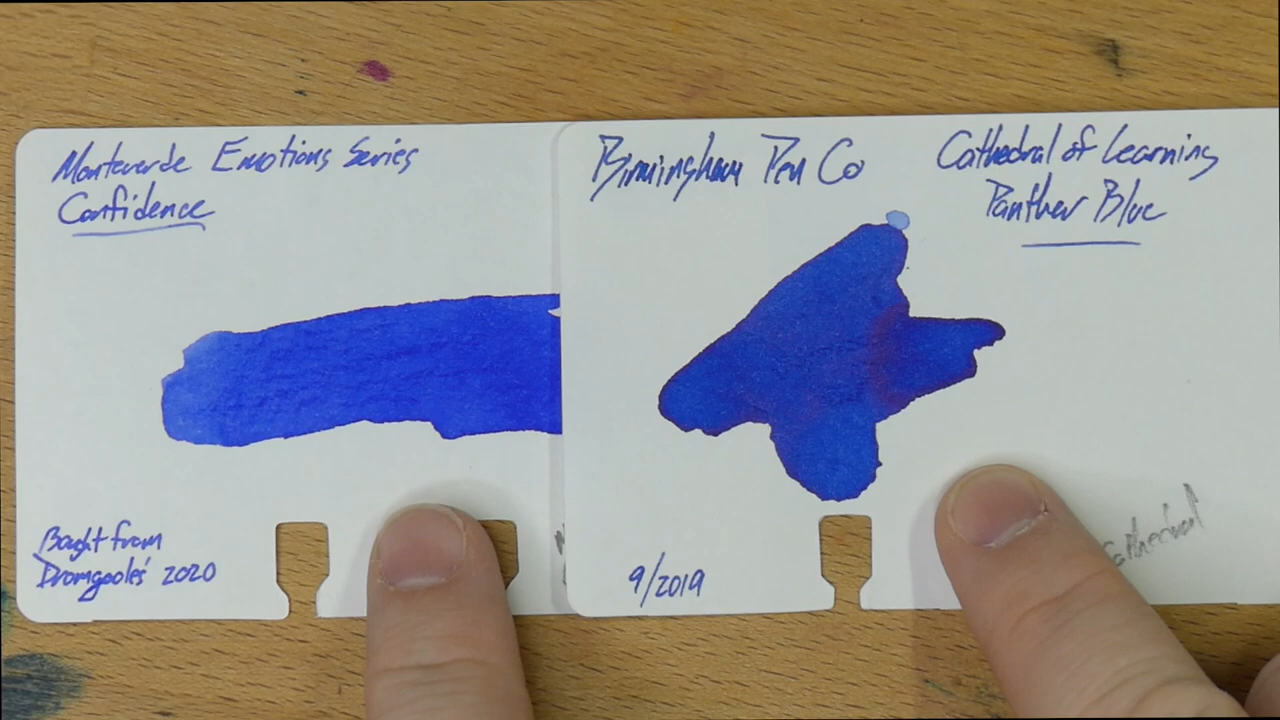 Monteverde Emotions Series
Confidence
Bought from
Dromgooles' 2020
Birmingham Pen Co
Cathedral of Learning
Panther Blue
9/2019
Cathedral